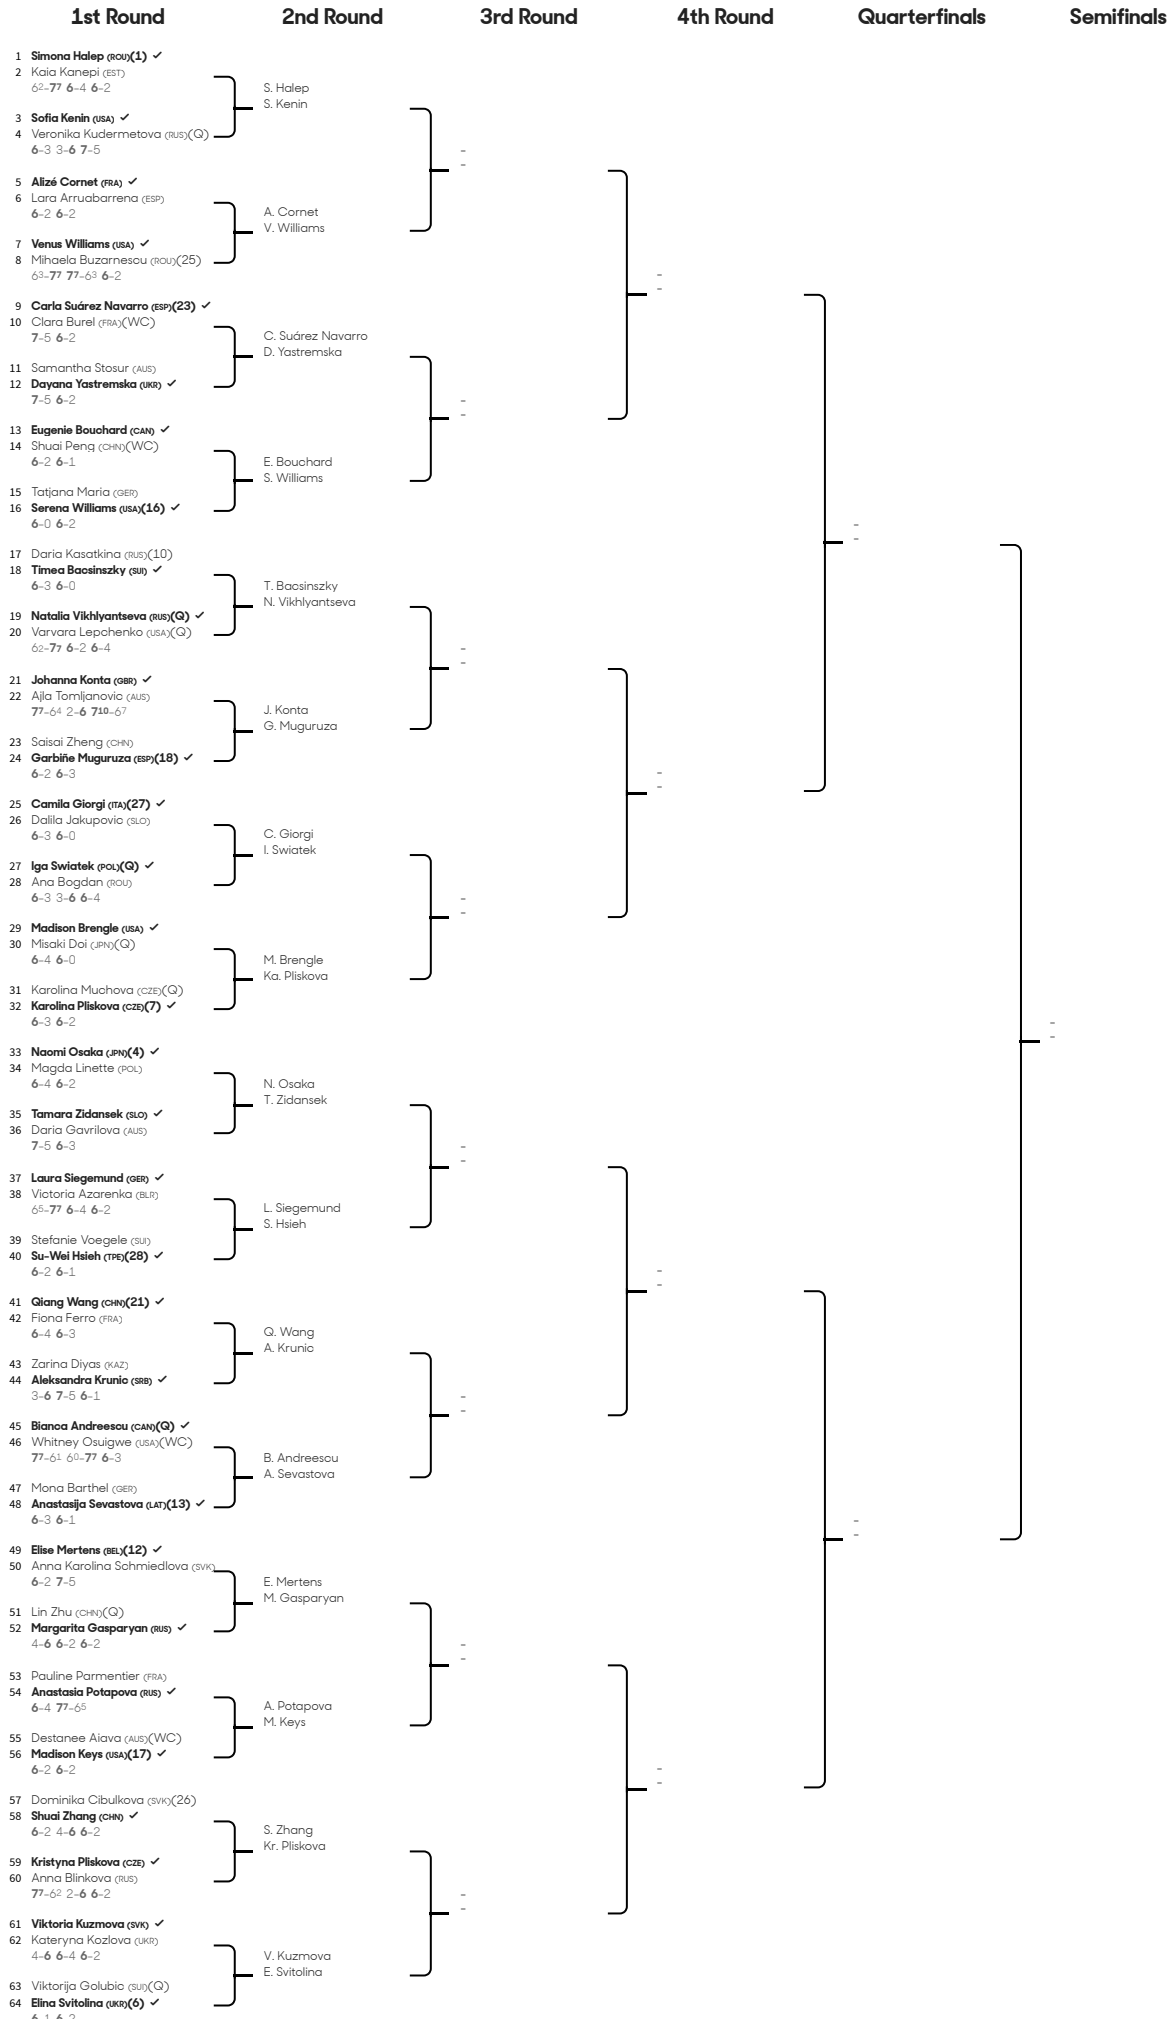 1st Round
2nd Round
3rd Round
4th Round
Quarterfinals
Semifinals
1 Simona Halep (ROU)(1) ✓
2 Kaia Kanepi (EST)
6²-7⁷ 6-4 6-2
3 Sofia Kenin (USA) ✓
4 Veronika Kudermetova (RUS)(Q)
6-3 3-6 7-5
S. Halep
S. Kenin
5 Alizé Cornet (FRA) ✓
6 Lara Arruabarrena (ESP)
6-2 6-2
7 Venus Williams (USA) ✓
8 Mihaela Buzarnescu (ROU)(25)
6³-7⁷ 7⁷-6³ 6-2
A. Cornet
V. Williams
9 Carla Suárez Navarro (ESP)(23) ✓
10 Clara Burel (FRA)(WC)
7-5 6-2
11 Samantha Stosur (AUS)
12 Dayana Yastremska (UKR) ✓
7-5 6-2
C. Suárez Navarro
D. Yastremska
13 Eugenie Bouchard (CAN) ✓
14 Shuai Peng (CHN)(WC)
6-2 6-1
15 Tatjana Maria (GER)
16 Serena Williams (USA)(16) ✓
6-0 6-2
E. Bouchard
S. Williams
17 Daria Kasatkina (RUS)(10)
18 Timea Bacsinszky (SUI) ✓
6-3 6-0
19 Natalia Vikhlyantseva (RUS)(Q) ✓
20 Varvara Lepchenko (USA)(Q)
6²-7⁷ 6-2 6-4
T. Bacsinszky
N. Vikhlyantseva
21 Johanna Konta (GBR) ✓
22 Ajla Tomljanovic (AUS)
7⁷-6⁴ 2-6 7¹⁰-6⁷
23 Saisai Zheng (CHN)
24 Garbiñe Muguruza (ESP)(18) ✓
6-2 6-3
J. Konta
G. Muguruza
25 Camila Giorgi (ITA)(27) ✓
26 Dalila Jakupovic (SLO)
6-3 6-0
27 Iga Swiatek (POL)(Q) ✓
28 Ana Bogdan (ROU)
6-3 3-6 6-4
C. Giorgi
I. Swiatek
29 Madison Brengle (USA) ✓
30 Misaki Doi (JPN)(Q)
6-4 6-0
31 Karolina Muchova (CZE)(Q)
32 Karolina Pliskova (CZE)(7) ✓
6-3 6-2
M. Brengle
Ka. Pliskova
33 Naomi Osaka (JPN)(4) ✓
34 Magda Linette (POL)
6-4 6-2
35 Tamara Zidansek (SLO) ✓
36 Daria Gavrilova (AUS)
7-5 6-3
N. Osaka
T. Zidansek
37 Laura Siegemund (GER) ✓
38 Victoria Azarenka (BLR)
6⁵-7⁷ 6-4 6-2
39 Stefanie Voegele (SUI)
40 Su-Wei Hsieh (TPE)(28) ✓
6-2 6-1
L. Siegemund
S. Hsieh
41 Qiang Wang (CHN)(21) ✓
42 Fiona Ferro (FRA)
6-4 6-3
43 Zarina Diyas (KAZ)
44 Aleksandra Krunic (SRB) ✓
3-6 7-5 6-1
Q. Wang
A. Krunic
45 Bianca Andreescu (CAN)(Q) ✓
46 Whitney Osuigwe (USA)(WC)
7⁷-6¹ 6⁰-7⁷ 6-3
47 Mona Barthel (GER)
48 Anastasija Sevastova (LAT)(13) ✓
6-3 6-1
B. Andreescu
A. Sevastova
49 Elise Mertens (BEL)(12) ✓
50 Anna Karolina Schmiedlova (SVK)
6-2 7-5
51 Lin Zhu (CHN)(Q)
52 Margarita Gasparyan (RUS) ✓
4-6 6-2 6-2
E. Mertens
M. Gasparyan
53 Pauline Parmentier (FRA)
54 Anastasia Potapova (RUS) ✓
6-4 7⁷-6⁵
55 Destanee Aiava (AUS)(WC)
56 Madison Keys (USA)(17) ✓
6-2 6-2
A. Potapova
M. Keys
57 Dominika Cibulkova (SVK)(26)
58 Shuai Zhang (CHN) ✓
6-2 4-6 6-2
59 Kristyna Pliskova (CZE) ✓
60 Anna Blinkova (RUS)
7⁷-6² 2-6 6-2
S. Zhang
Kr. Pliskova
61 Viktoria Kuzmova (SVK) ✓
62 Kateryna Kozlova (UKR)
4-6 6-4 6-2
63 Viktorija Golubic (SUI)(Q)
64 Elina Svitolina (UKR)(6) ✓
V. Kuzmova
E. Svitolina